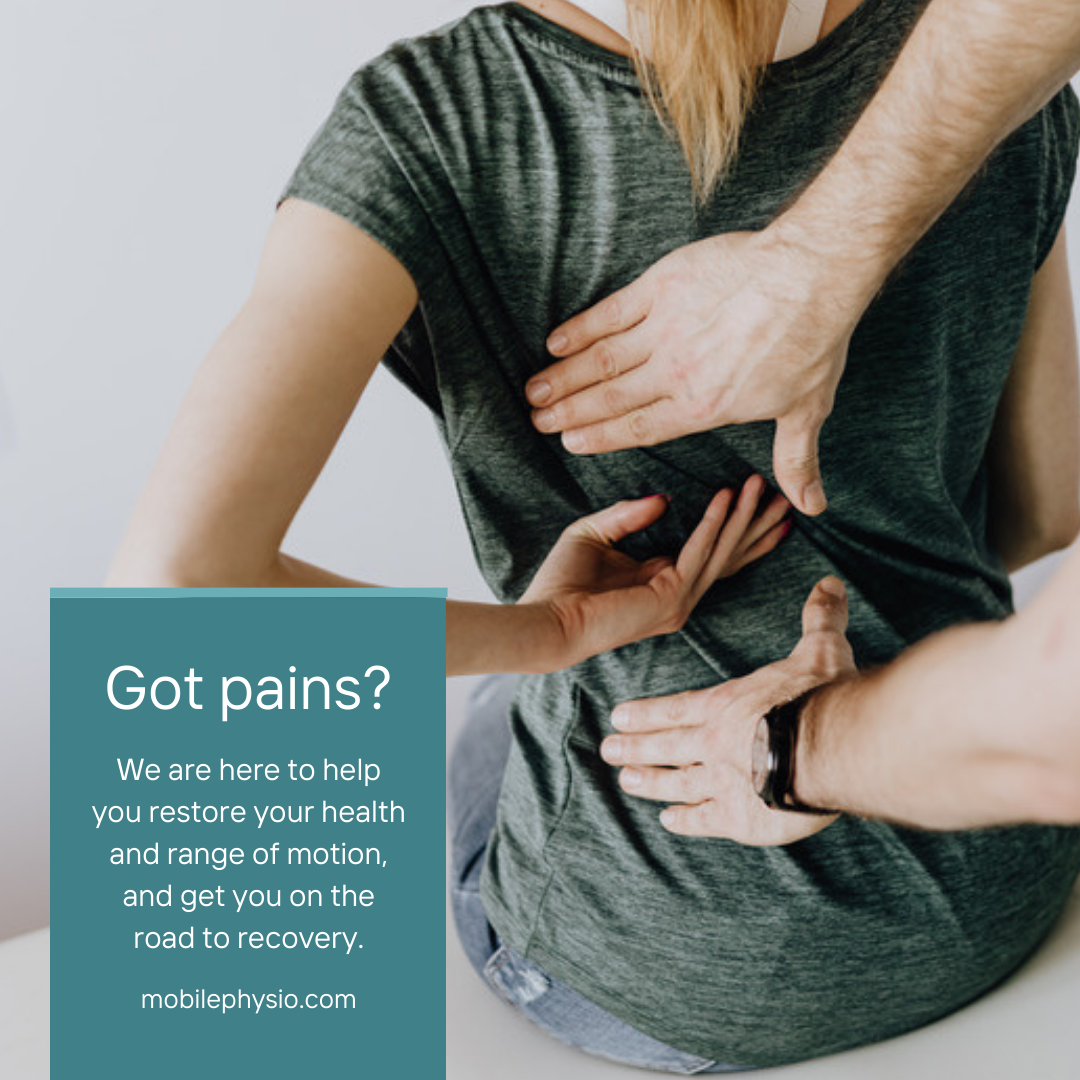 Got pains?
We are here to help
you restore your health
and range of motion,
and get you on the
road to recovery.
mobilephysio.com